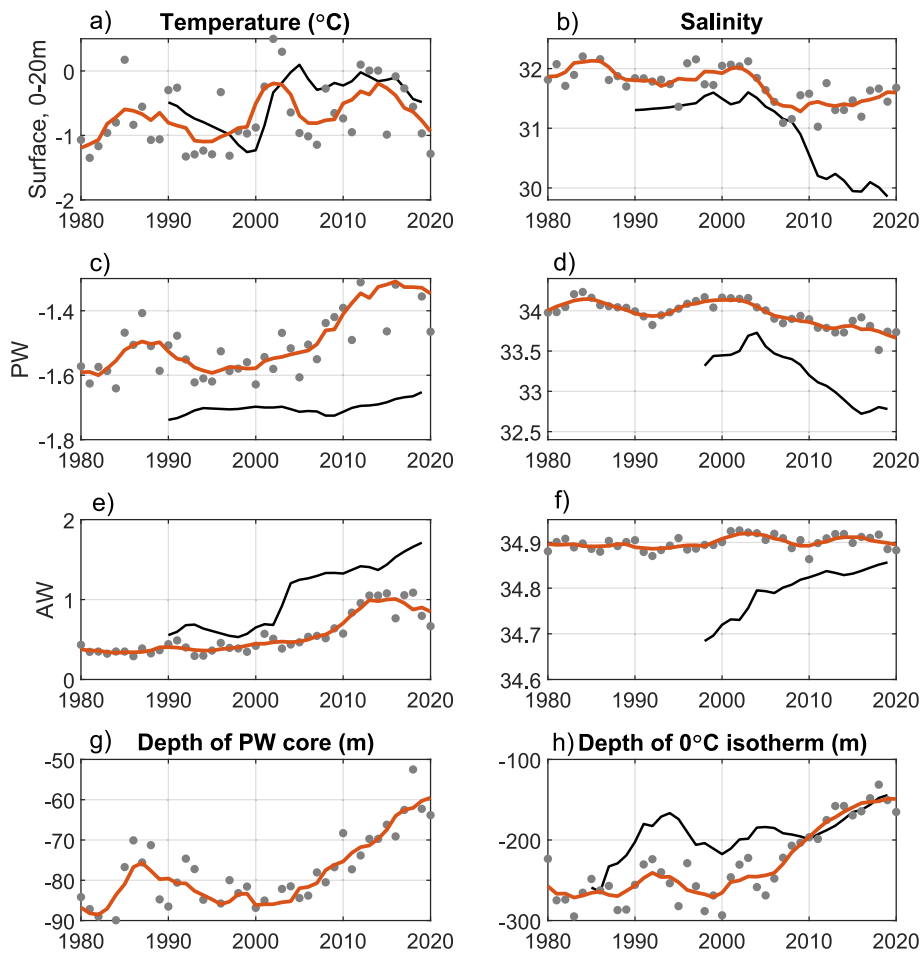 a) Temperature (°C)
b) Salinity
Surface, 0-20m
0
-1
-2
1980 1990 2000 2010 2020
32
31
30
1980 1990 2000 2010 2020
c)
d)
PW
-1.4
-1.6
-1.8
1980 1990 2000 2010 2020
34
33.5
33
32.5
1980 1990 2000 2010 2020
e)
f)
AW
2
1
0
1980 1990 2000 2010 2020
34.9
34.8
34.7
34.6
1980 1990 2000 2010 2020
g) Depth of PW core (m)
h) Depth of 0°C isotherm (m)
-50
-60
-70
-80
-90
1980 1990 2000 2010 2020
-100
-200
-300
1980 1990 2000 2010 2020